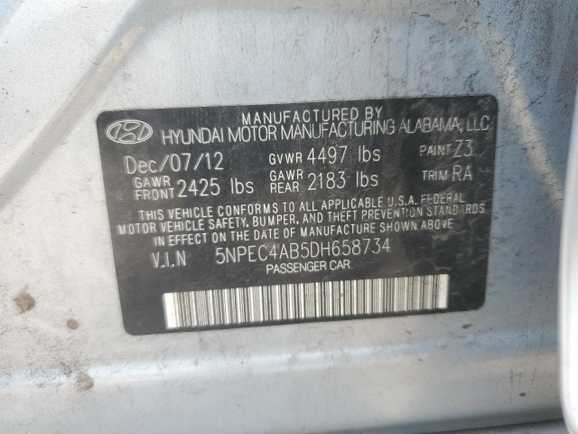 MANUFACTURED BY
HYUNDAI MOTOR MANUFACTURING ALABAMA, LLC
Dec/07/12 GVWR 4497 lbs PAINT Z3
GAWR FRONT 2425 lbs GAWR REAR 2183 lbs TRIM RA
THIS VEHICLE CONFORMS TO ALL APPLICABLE U.S.A. FEDERAL
MOTOR VEHICLE SAFETY, BUMPER, AND THEFT PREVENTION STANDARDS
IN EFFECT ON THE DATE OF MANUFACTURE SHOWN ABOVE
V.I.N 5NPEC4AB5DH658734
PASSENGER CAR